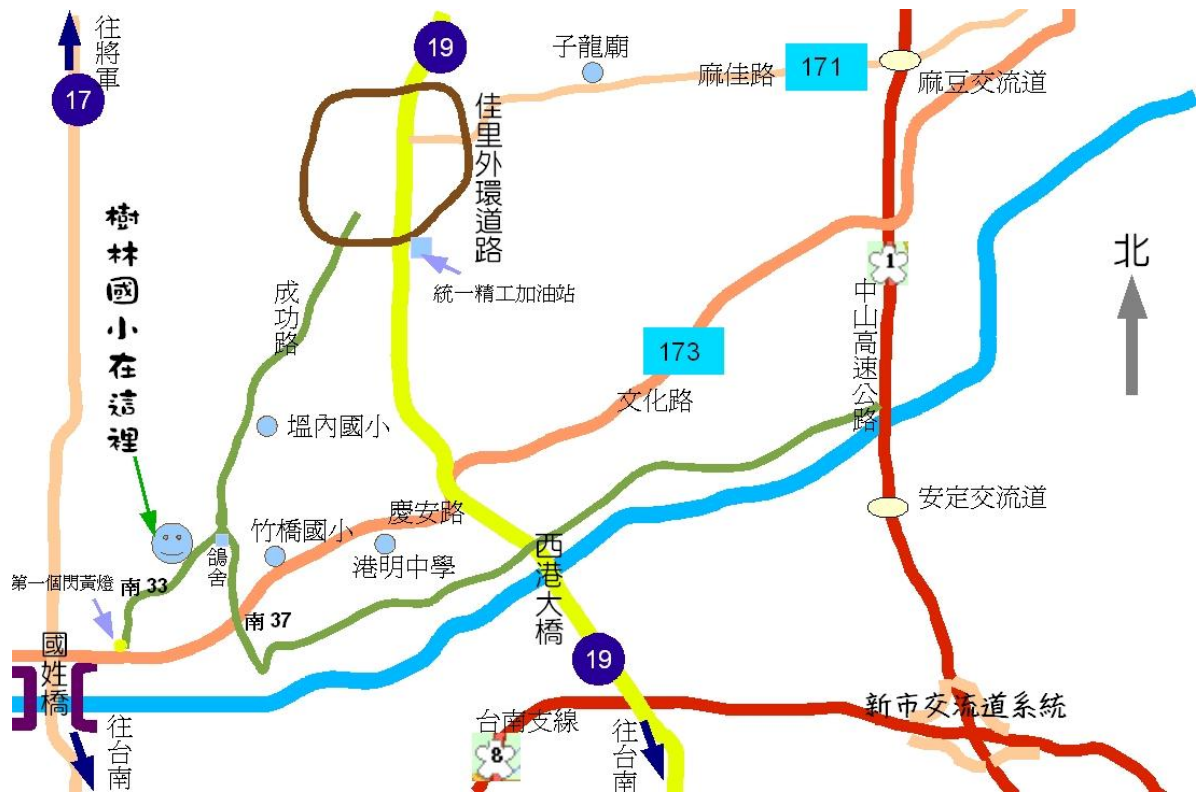 往將軍
17
19
子龍廟
麻佳路
171
麻豆交流道
佳里外環道路
樹林國小在這裡
統一精工加油站
成功路
1
中山高速公路
北
173
文化路
塭內國小
慶安路
竹橋國小
港明中學
鴿舍
西港大橋
安定交流道
第一個閃黃燈
南 33
南 37
國姓橋
19
往台南
台南支線
8
往台南
新市交流道系統